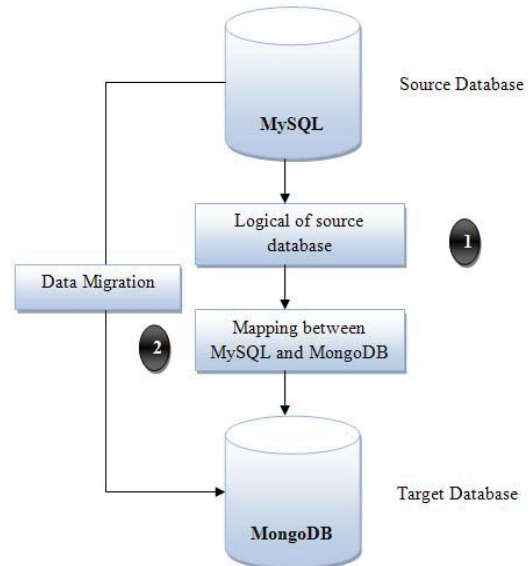 Source Database
MySQL
Logical of source
database
1
Data Migration
Mapping between
MySQL and MongoDB
2
Target Database
MongoDB